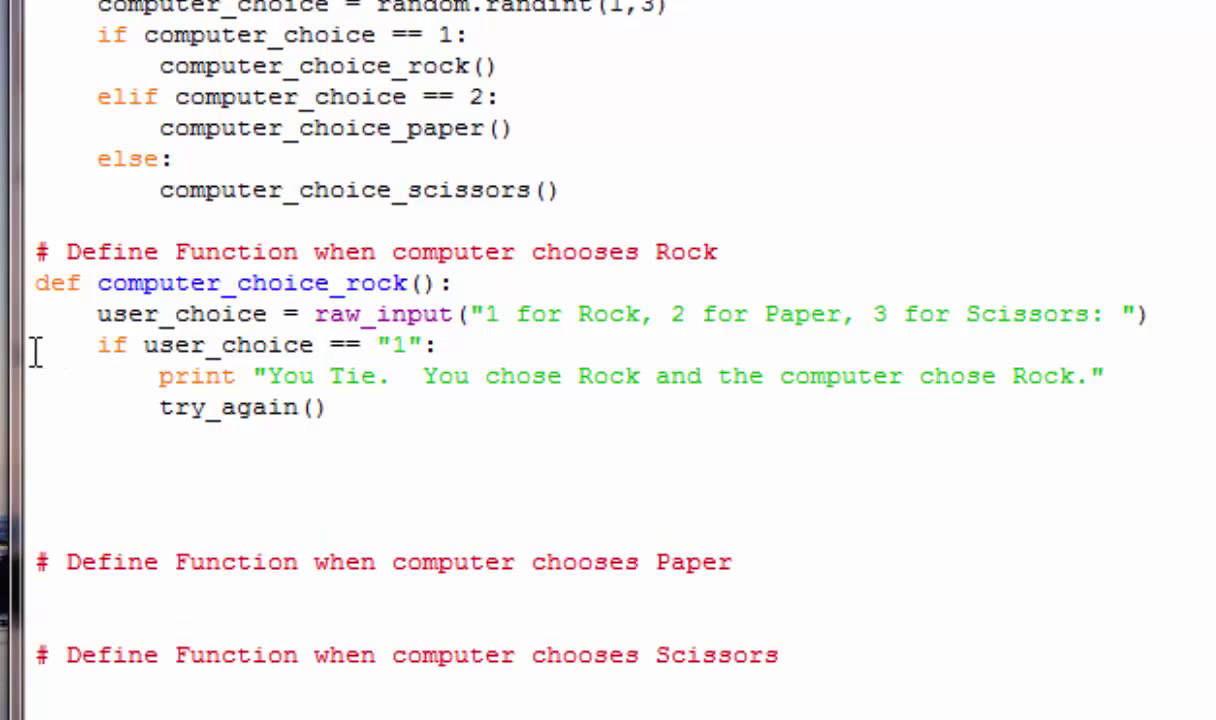 computer_choice = random.randint(1,3)
if computer_choice == 1:
computer_choice_rock()
elif computer_choice == 2:
computer_choice_paper()
else:
computer_choice_scissors()
# Define Function when computer chooses Rock
def computer_choice_rock():
user_choice = raw_input("1 for Rock, 2 for Paper, 3 for Scissors: ")
if user_choice == "1":
print "You Tie.  You chose Rock and the computer chose Rock."
try_again()
# Define Function when computer chooses Paper
# Define Function when computer chooses Scissors